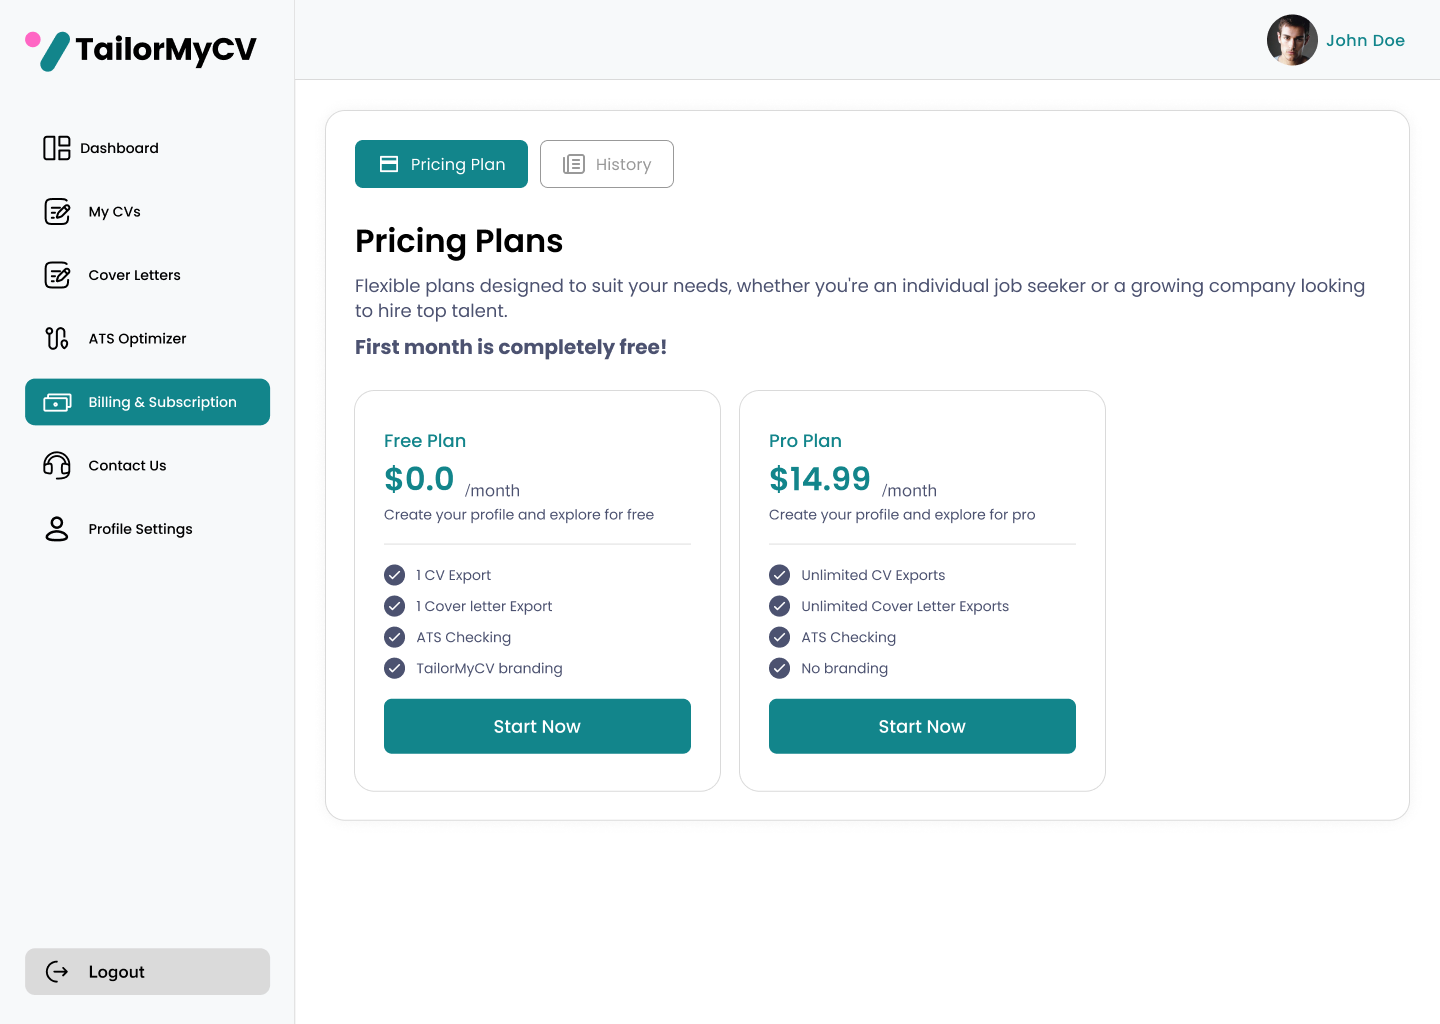 TailorMyCV
John Doe
Dashboard
My CVs
Cover Letters
ATS Optimizer
Billing & Subscription
Contact Us
Profile Settings
Logout
Pricing Plan
History
Pricing Plans
Flexible plans designed to suit your needs, whether you're an individual job seeker or a growing company looking
to hire top talent.
First month is completely free!
Free Plan
$0.0 /month
Create your profile and explore for free
1 CV Export
1 Cover letter Export
ATS Checking
TailorMyCV branding
Start Now
Pro Plan
$14.99 /month
Create your profile and explore for pro
Unlimited CV Exports
Unlimited Cover Letter Exports
ATS Checking
No branding
Start Now